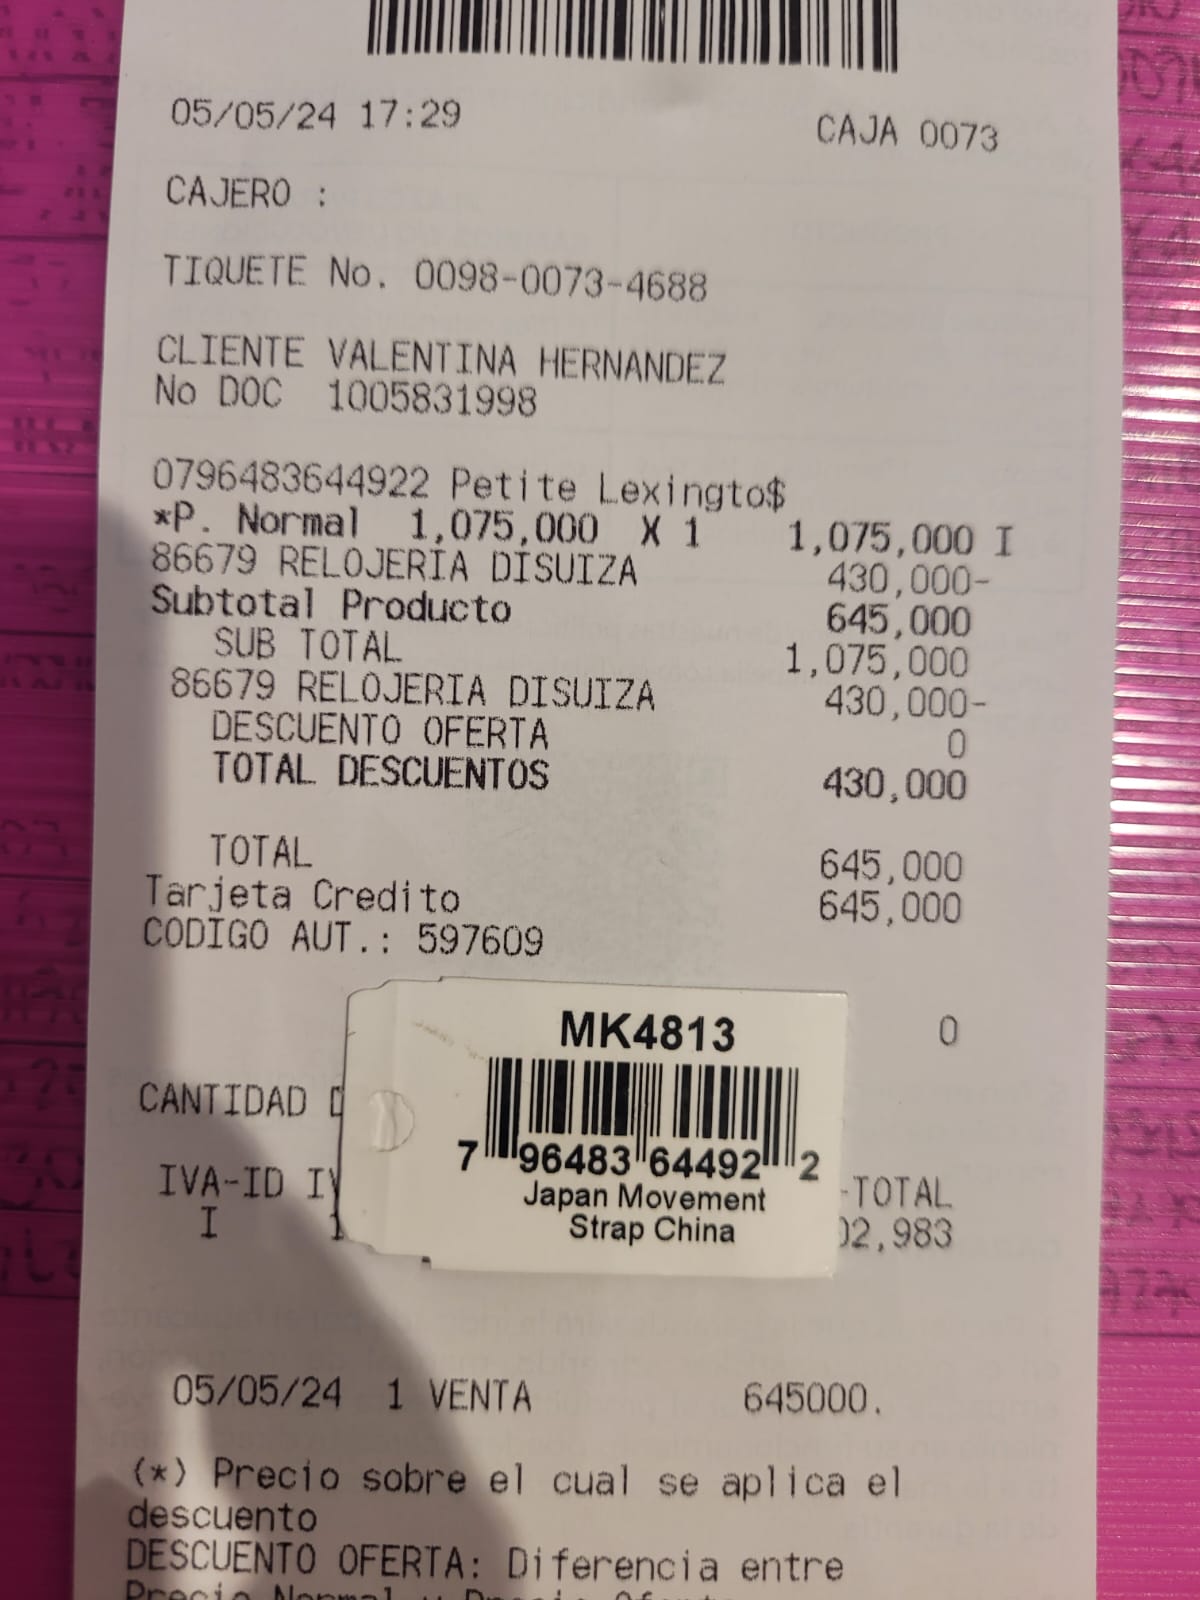 05/05/24 17:29 CAJA 0073
CAJERO :
TIQUETE No. 0098-0073-4688
CLIENTE VALENTINA HERNANDEZ
No DOC 1005831998
0796483644922 Petite Lexingto$
*P. Normal 1,075,000 X 1 1,075,000 I
86679 RELOJERIA DISUIZA 430,000-
Subtotal Producto 645,000
SUB TOTAL 1,075,000
86679 RELOJERIA DISUIZA 430,000-
DESCUENTO OFERTA 0
TOTAL DESCUENTOS 430,000
TOTAL 645,000
Tarjeta Credito 645,000
CODIGO AUT.: 597609
0
MK4813
7 96483 64492 2
Japan Movement
Strap China
CANTIDAD
IVA-ID -TOTAL
I 02,983
05/05/24 1 VENTA 645000.
(*) Precio sobre el cual se aplica el
descuento
DESCUENTO OFERTA: Diferencia entre
Precio Normal y Precio